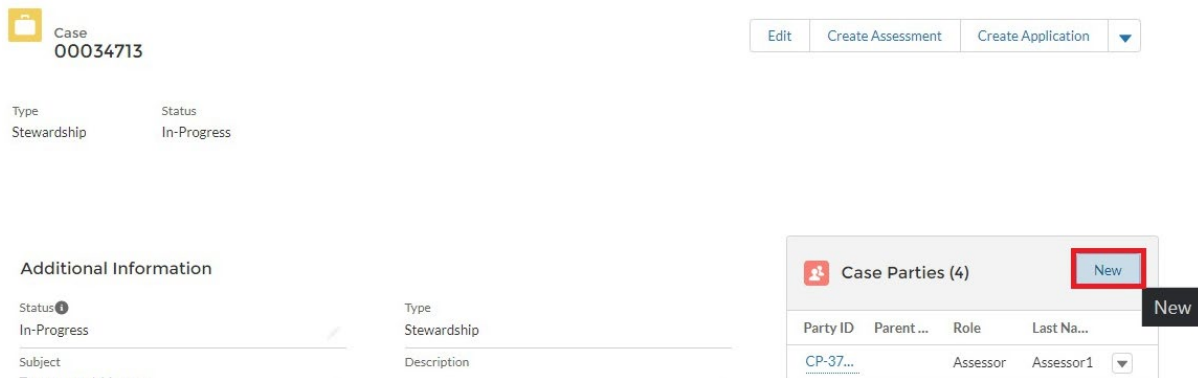 Case
00034713
Edit Create Assessment Create Application
Type Status
Stewardship In-Progress
Additional Information
Case Parties (4) New
New
Status Type
In-Progress Stewardship
Party ID Parent ... Role Last Na...
Subject Description
CP-37... Assessor Assessor1